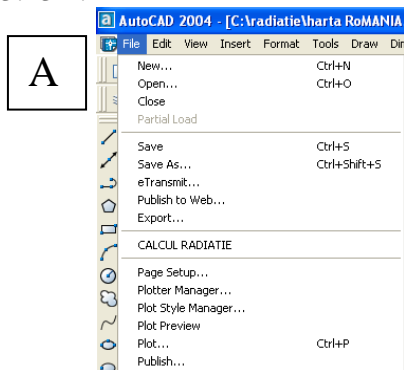 AutoCAD 2004 - [C:\radiatie\harta RoMANIA
A
File Edit View Insert Format Tools Draw
New... Ctrl+N
Open... Ctrl+O
Close
Partial Load
Save Ctrl+S
Save As... Ctrl+Shift+S
eTransmit...
Publish to Web...
Export...
CALCUL RADIATIE
Page Setup...
Plotter Manager...
Plot Style Manager...
Plot Preview
Plot... Ctrl+P
Publish...